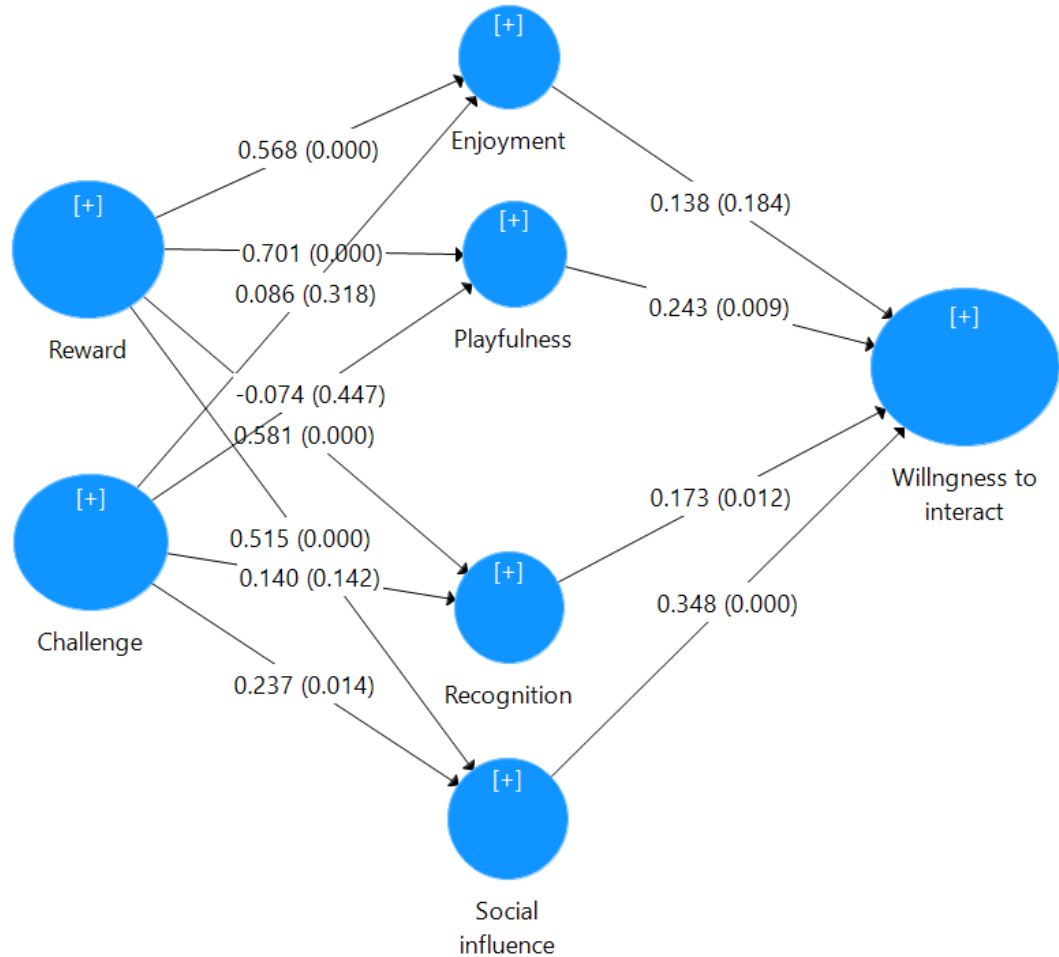 [+]
Enjoyment
0.568 (0.000)
[+]
Reward
0.138 (0.184)
[+]
Playfulness
0.701 (0.000)
0.086 (0.318)
0.243 (0.009)
[+]
Willngness to
interact
-0.074 (0.447)
0.581 (0.000)
[+]
Challenge
0.173 (0.012)
0.515 (0.000)
0.140 (0.142)
[+]
Recognition
0.348 (0.000)
0.237 (0.014)
[+]
Social
influence